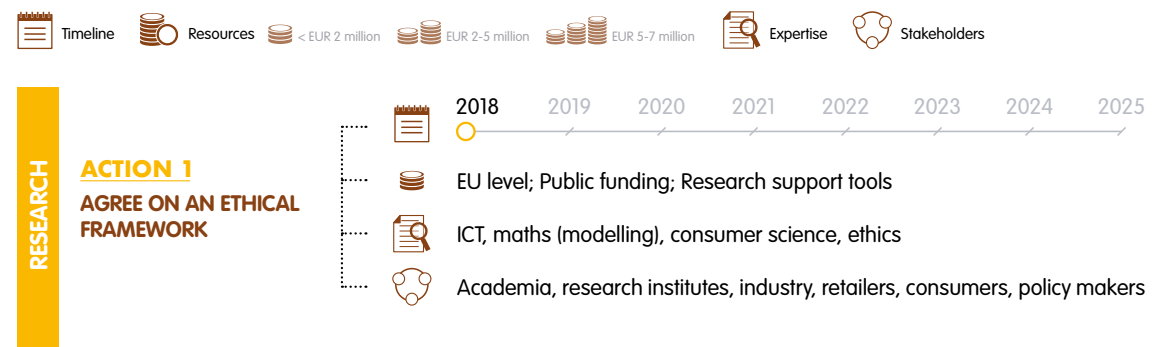 Timeline Resources < EUR 2 million EUR 2-5 million EUR 5-7 million Expertise Stakeholders
RESEARCH
ACTION 1
AGREE ON AN ETHICAL
FRAMEWORK
2018 2019 2020 2021 2022 2023 2024 2025
EU level; Public funding; Research support tools
ICT, maths (modelling), consumer science, ethics
Academia, research institutes, industry, retailers, consumers, policy makers